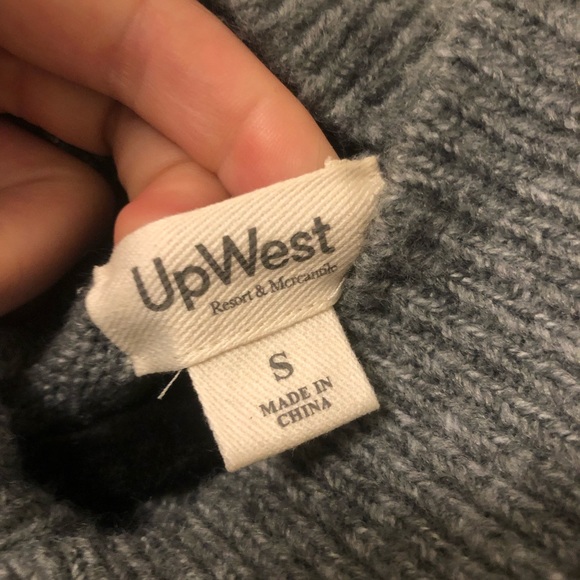 UpWest
Resort & Mercantile
S
MADE IN
CHINA